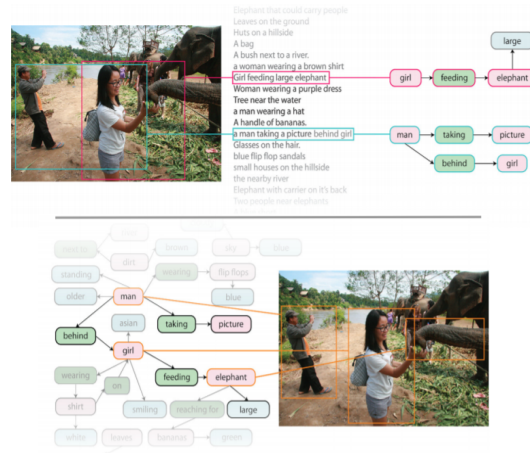 Elephant that could carry people
Leaves on the ground
Huts on a hillside
A bag
A bush next to a river.
a woman wearing a brown shirt
Girl feeding large elephant
Woman wearing a purple dress
Tree near the water
a man wearing a hat
A handle of bananas.
a man taking a picture behind girl
Glasses on the hair.
blue flip flop sandals
small houses on the hillside
the nearby river
Elephant with carrier on it's back
Two people near elephants
large
girl
feeding
elephant
man
taking
picture
behind
girl
sky
blue
dirt
standing
wearing
flip flops
older
man
blue
asian
taking
picture
behind
girl
wearing
on
feeding
elephant
shirt
smiling
reaching for
large
white
leaves
bananas
green